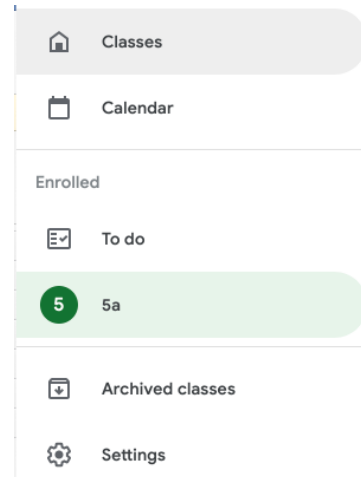 Classes
Calendar
Enrolled
To do
5 5a
Archived classes
Settings